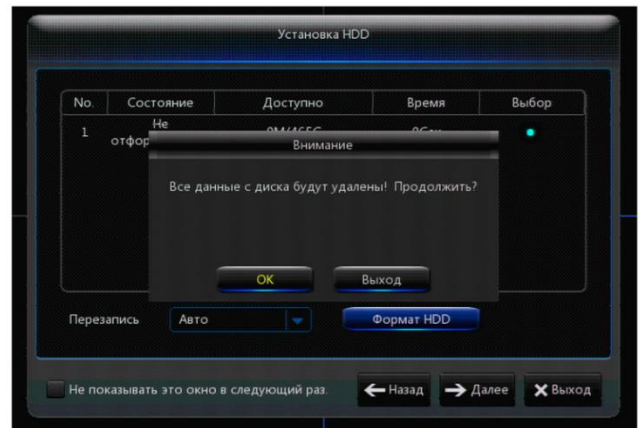 Установка HDD
No. Состояние Доступно Время Выбор
1 Не
Внимание
Все данные с диска будут удалены! Продолжить?
OK Выход
Перезапись Авто Формат HDD
Не показывать это окно в следующий раз. Назад Далее Выход